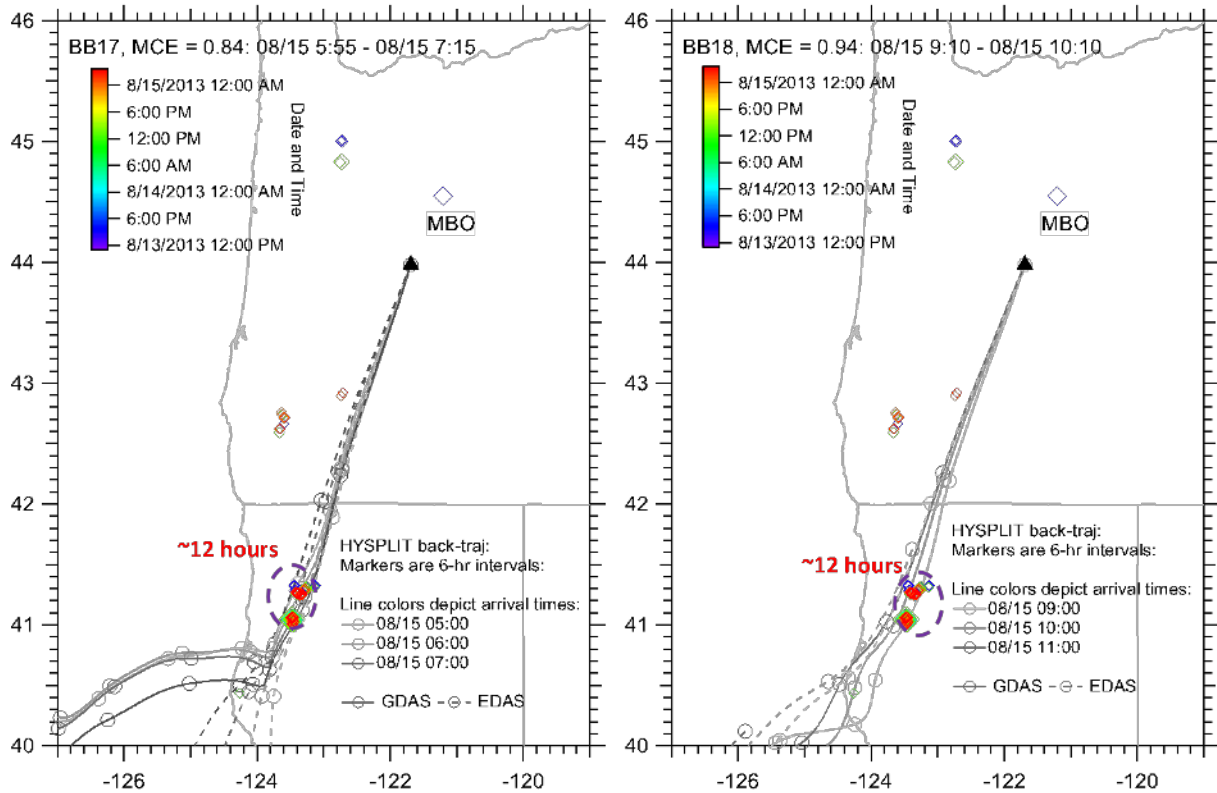 BB17, MCE = 0.84: 08/15 5:55 - 08/15 7:15
8/15/2013 12:00 AM
6:00 PM
12:00 PM
6:00 AM
8/14/2013 12:00 AM
6:00 PM
8/13/2013 12:00 PM
Date and Time
MBO
~12 hours
HYSPLIT back-traj:
Markers are 6-hr intervals:
Line colors depict arrival times:
08/15 05:00
08/15 06:00
08/15 07:00
GDAS EDAS
46
45
44
43
42
41
40
-126 -124 -122 -120
BB18, MCE = 0.94: 08/15 9:10 - 08/15 10:10
8/15/2013 12:00 AM
6:00 PM
12:00 PM
6:00 AM
8/14/2013 12:00 AM
6:00 PM
8/13/2013 12:00 PM
Date and Time
MBO
~12 hours
HYSPLIT back-traj:
Markers are 6-hr intervals:
Line colors depict arrival times:
08/15 09:00
08/15 10:00
08/15 11:00
GDAS EDAS
46
45
44
43
42
41
40
-126 -124 -122 -120